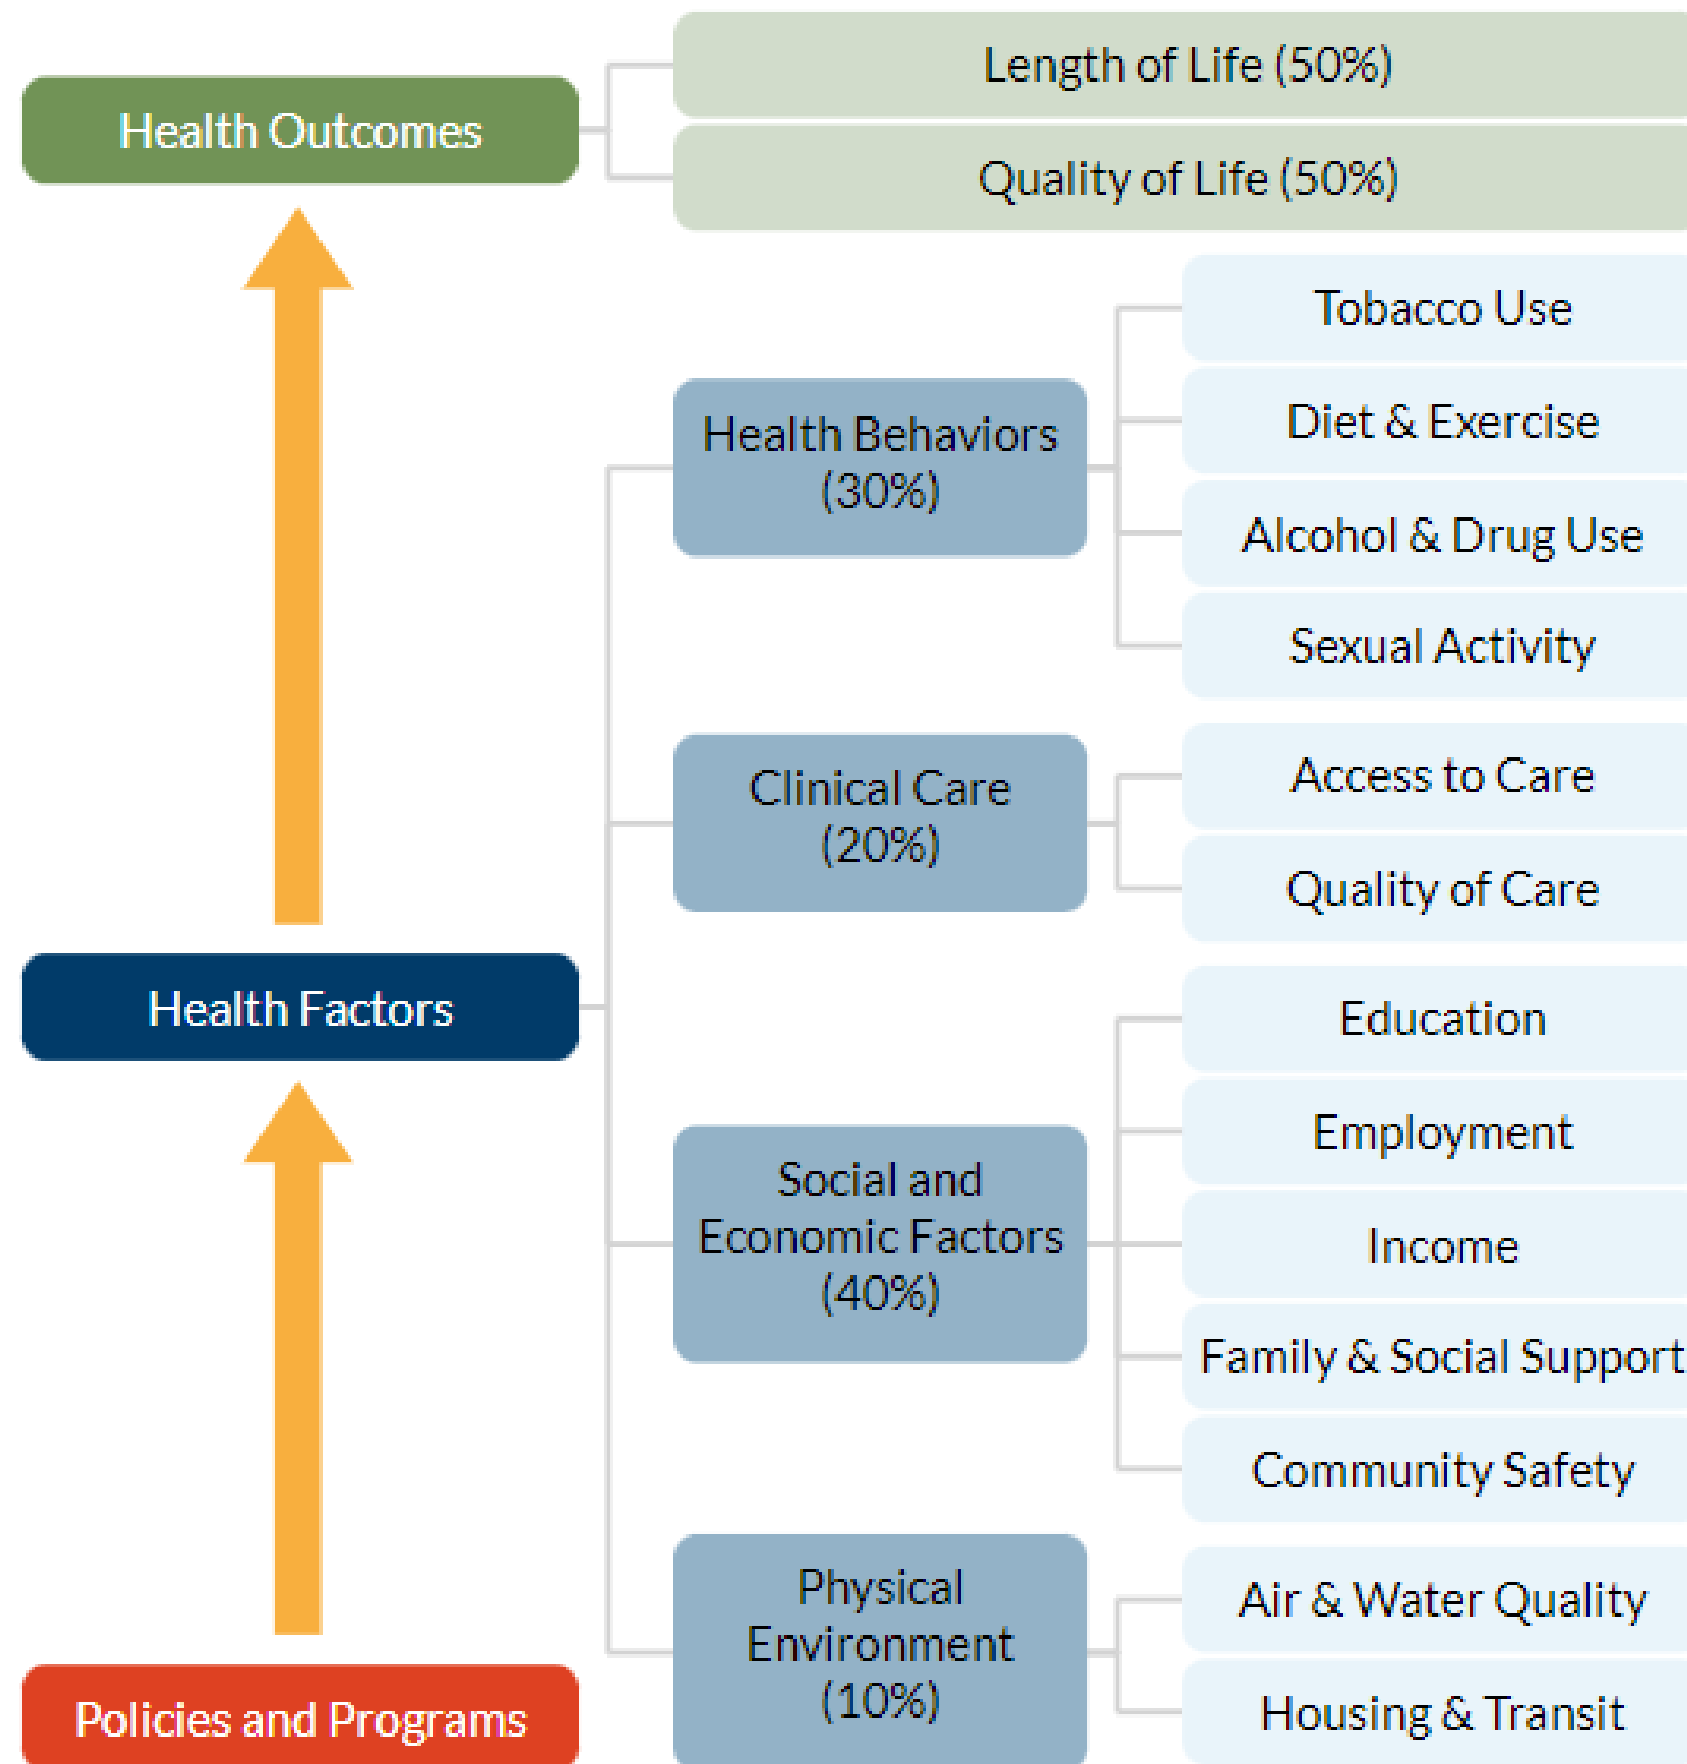 Length of Life (50%)
Health Outcomes
Quality of Life (50%)
Tobacco Use
Diet & Exercise
Health Behaviors
(30%)
Alcohol & Drug Use
Sexual Activity
Access to Care
Clinical Care
(20%)
Quality of Care
Health Factors
Education
Employment
Social and
Economic Factors
(40%)
Income
Family & Social Support
Community Safety
Physical
Environment
(10%)
Air & Water Quality
Housing & Transit
Policies and Programs